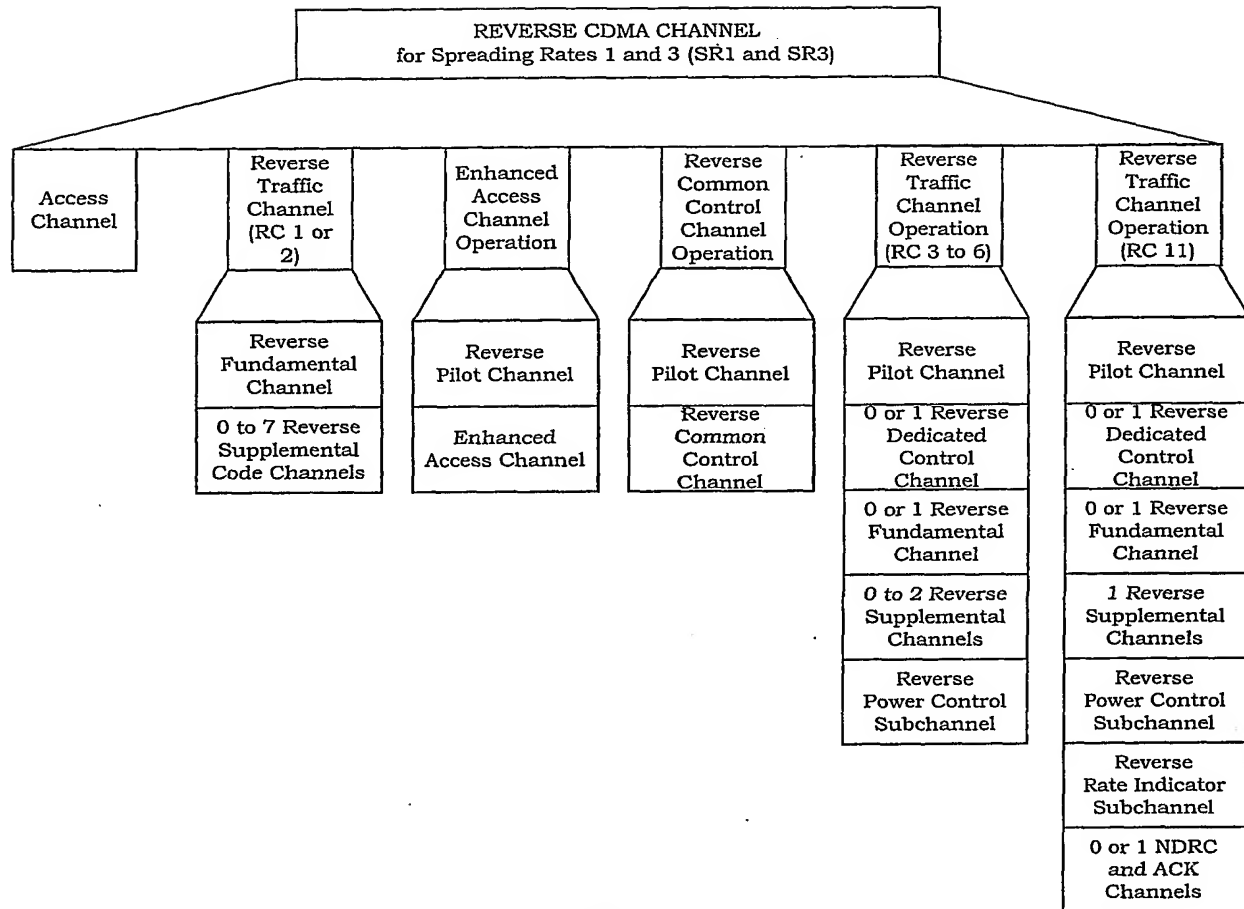 REVERSE CDMA CHANNEL
for Spreading Rates 1 and 3 (SR1 and SR3)
Access
Channel
Reverse
Traffic
Channel
(RC 1 or
2)
Enhanced
Access
Channel
Operation
Reverse
Common
Control
Channel
Operation
Reverse
Traffic
Channel
Operation
(RC 3 to 6)
Reverse
Traffic
Channel
Operation
(RC 11)
Reverse
Fundamental
Channel
0 to 7 Reverse
Supplemental
Code Channels
Reverse
Pilot Channel
Enhanced
Access Channel
Reverse
Pilot Channel
Reverse
Common
Control
Channel
Reverse
Pilot Channel
0 or 1 Reverse
Dedicated
Control
Channel
0 or 1 Reverse
Fundamental
Channel
0 to 2 Reverse
Supplemental
Channels
Reverse
Power Control
Subchannel
Reverse
Pilot Channel
0 or 1 Reverse
Dedicated
Control
Channel
0 or 1 Reverse
Fundamental
Channel
1 Reverse
Supplemental
Channels
Reverse
Power Control
Subchannel
Reverse
Rate Indicator
Subchannel
0 or 1 NDRC
and ACK
Channels